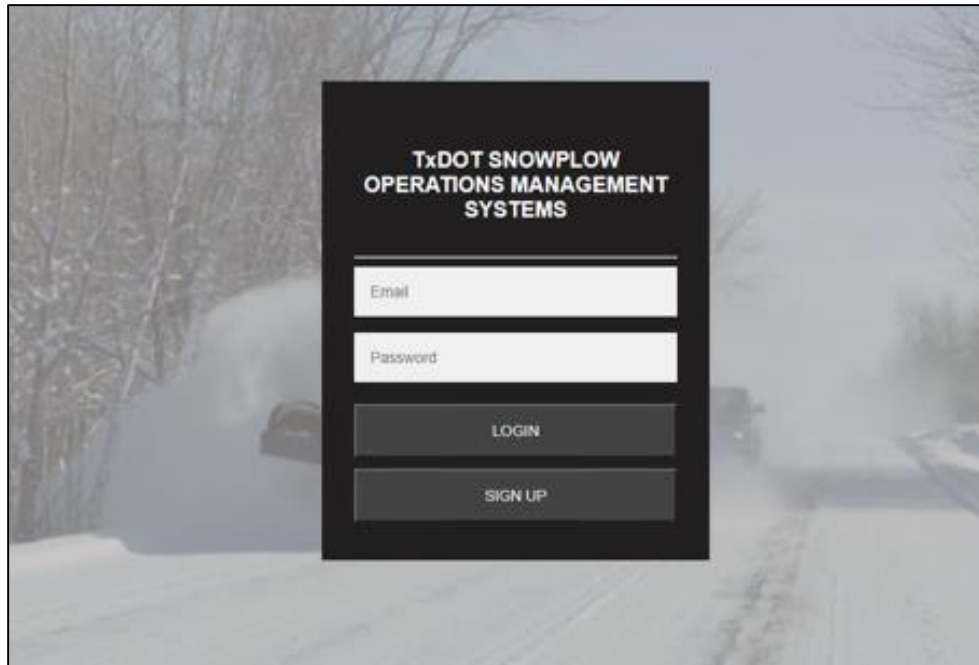 TxDOT SNOWPLOW
OPERATIONS MANAGEMENT
SYSTEMS
Email
Password
LOGIN
SIGN UP